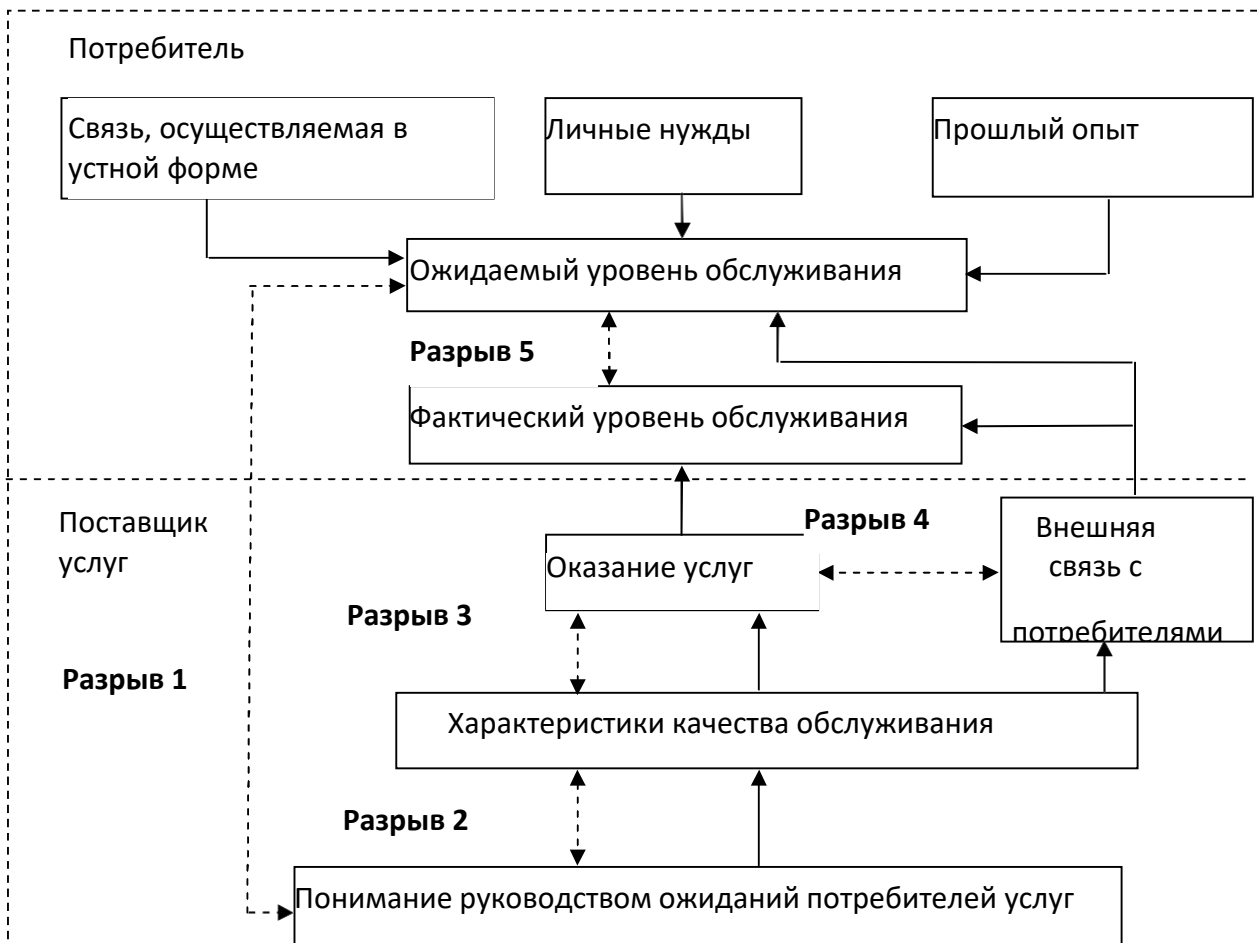 Потребитель
Связь, осуществляемая в
устной форме
Личные нужды
Прошлый опыт
Ожидаемый уровень обслуживания
Разрыв 5
Фактический уровень обслуживания
Поставщик
услуг
Разрыв 4
Внешняя
связь с
потребителями
Оказание услуг
Разрыв 3
Разрыв 1
Характеристики качества обслуживания
Разрыв 2
Понимание руководством ожиданий потребителей услуг